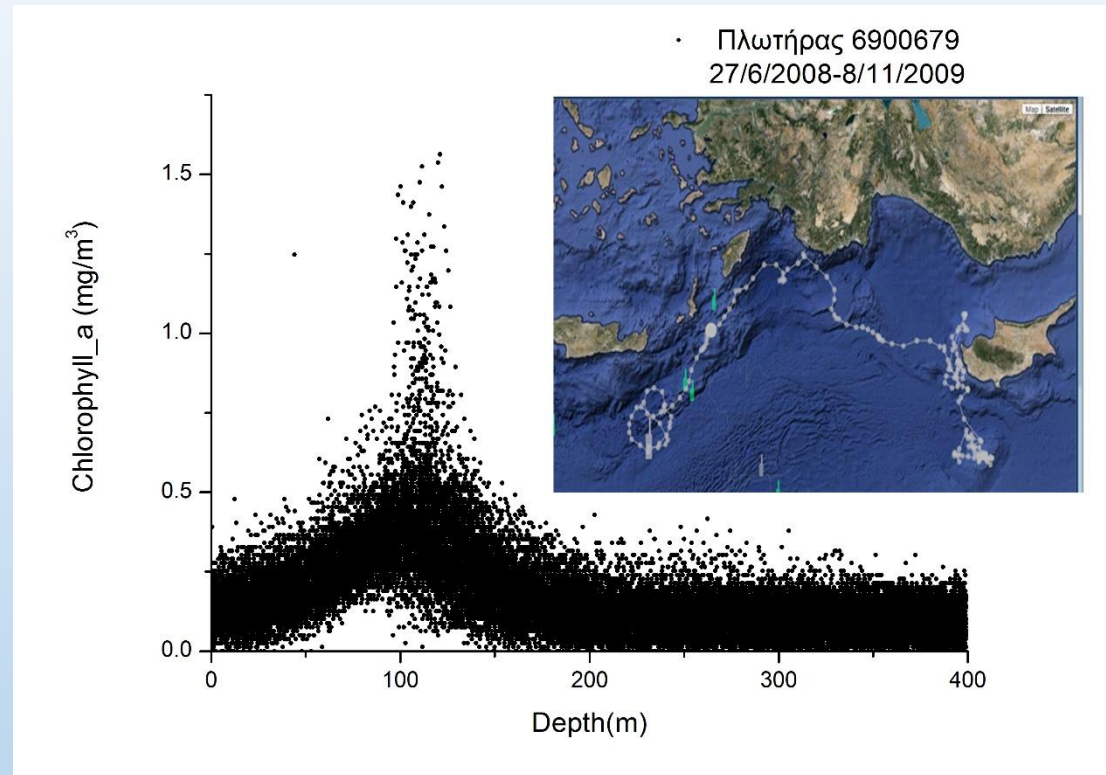 Πλωτήρας 6900679
27/6/2008-8/11/2009
Map Satellite
Chlorophyll_a (mg/m³)
1.5
1.0
0.5
0.0
0 100 200 300 400
Depth(m)